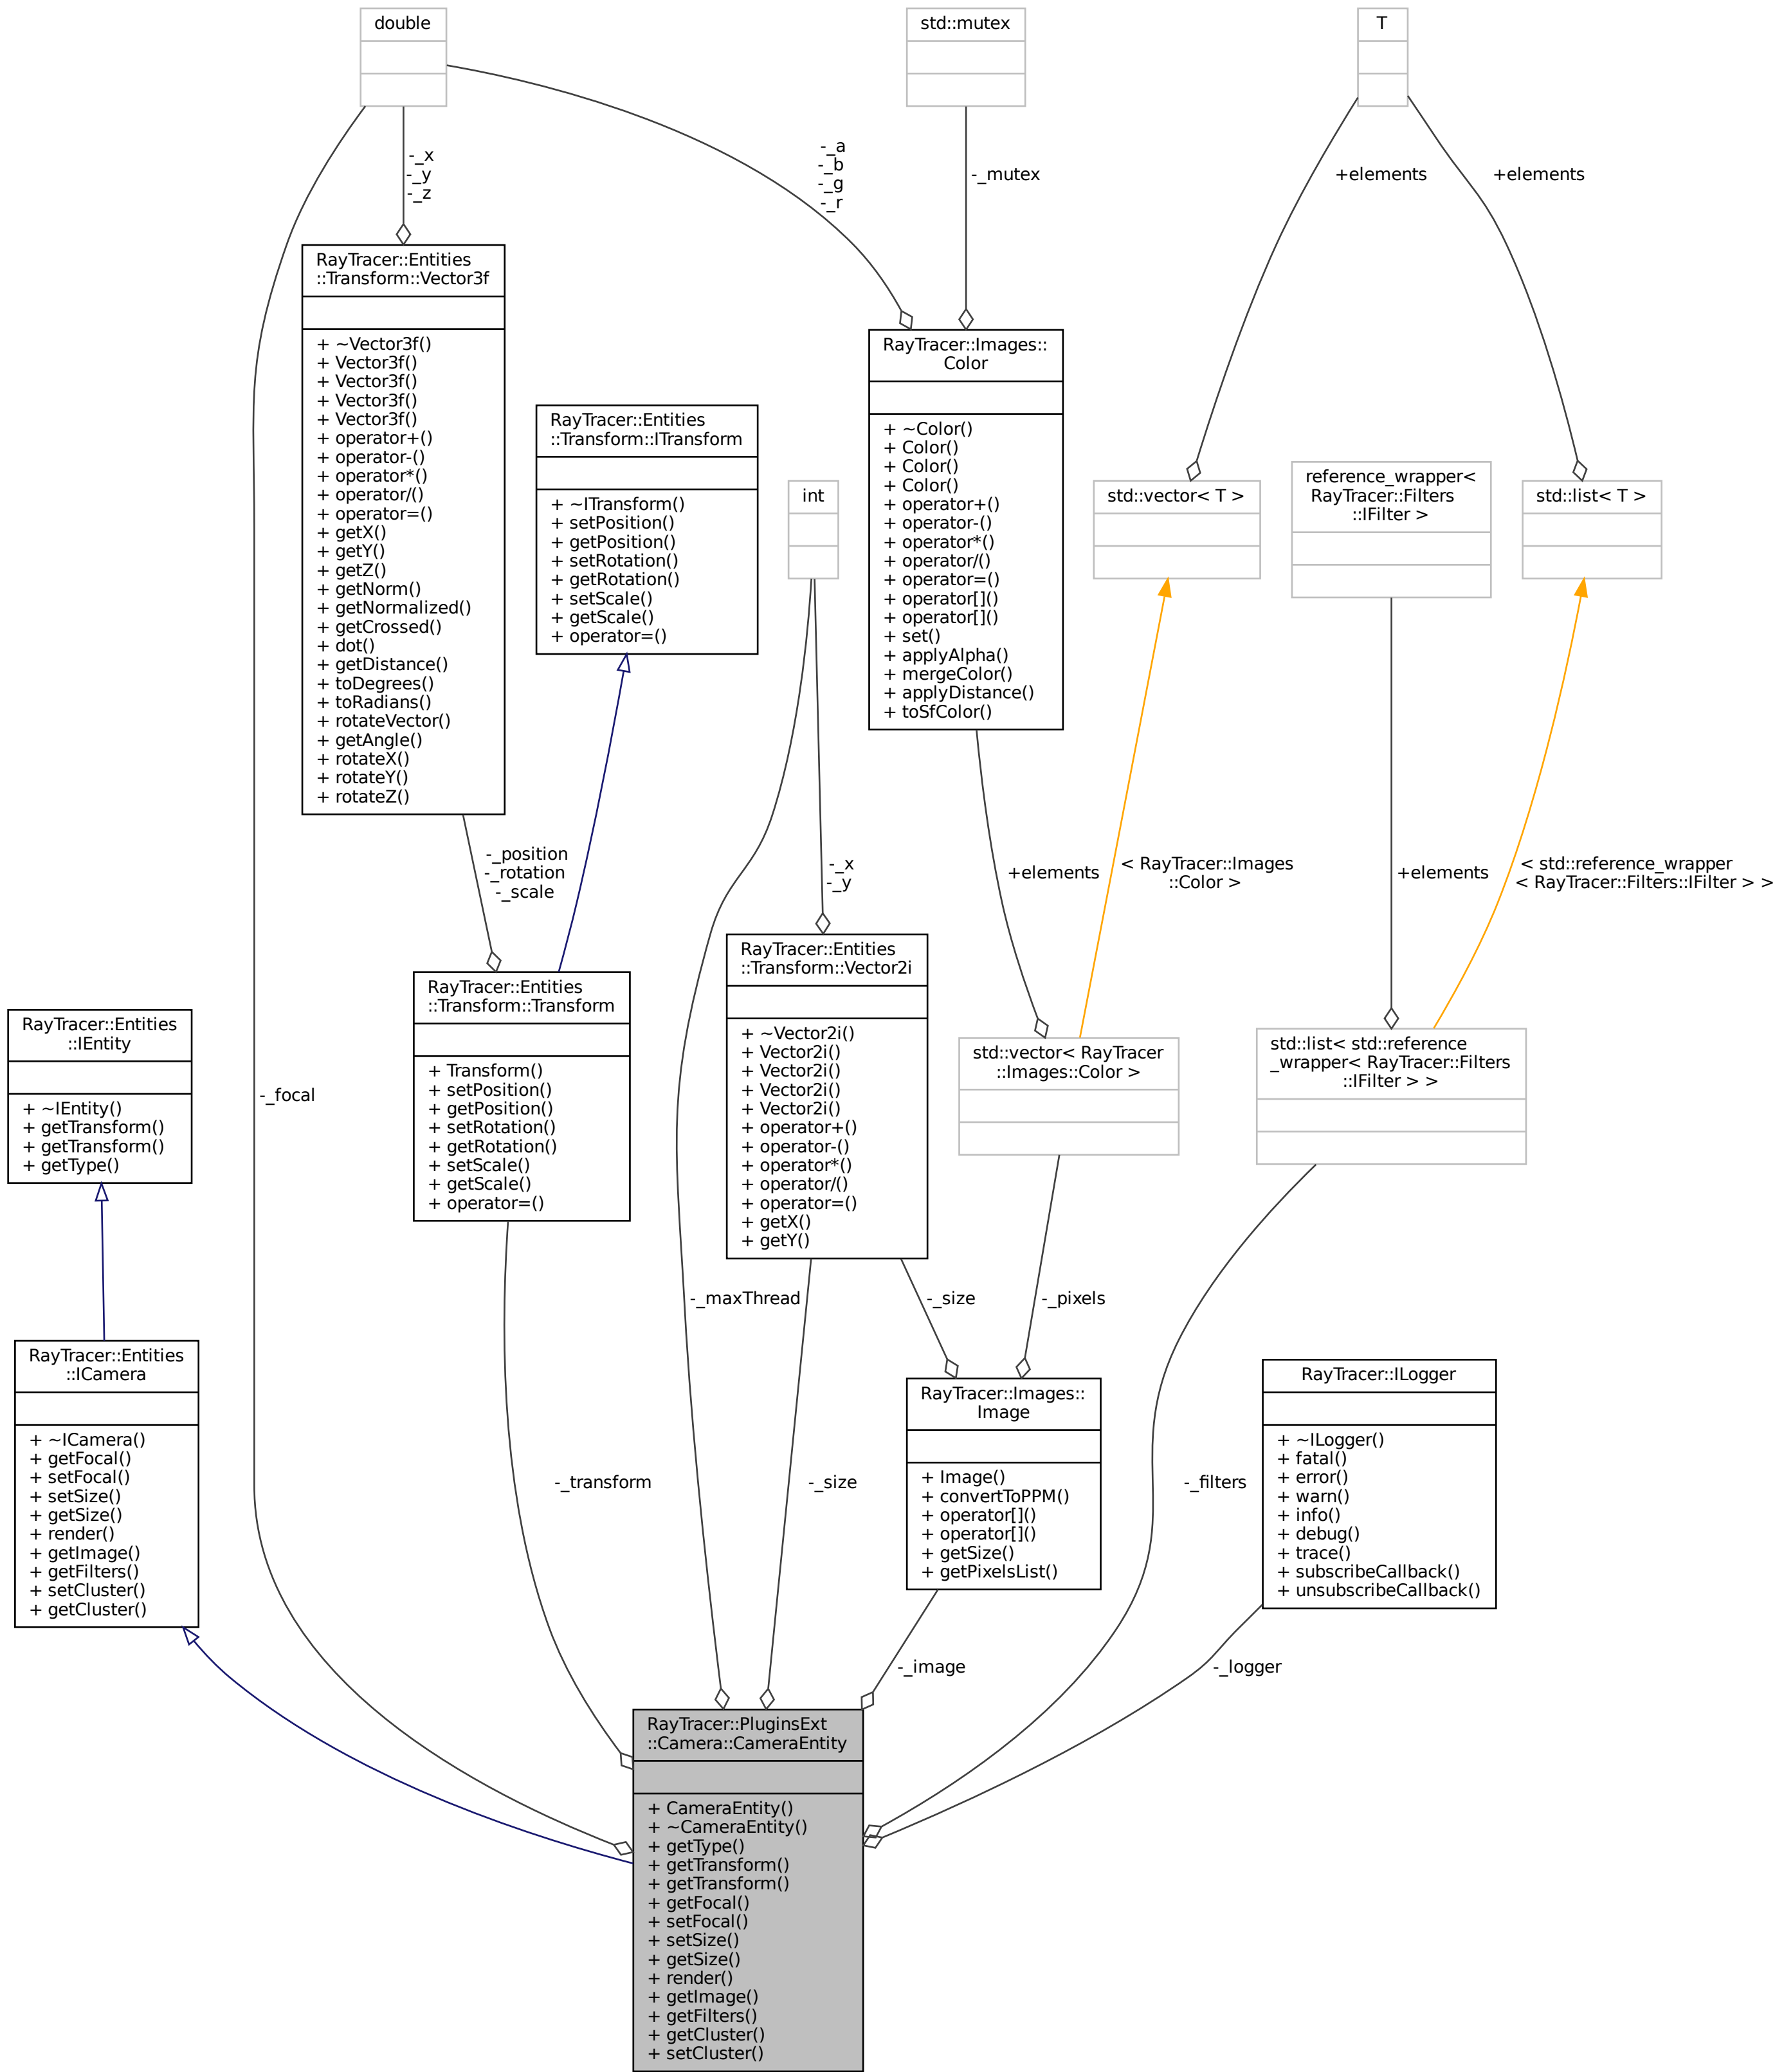 double
std::mutex
T
-_x
-_y
-_z
-_a
-_b
-_g
-_r
-_mutex
+elements
+elements
RayTracer::Entities
::Transform::Vector3f
+ ~Vector3f()
+ Vector3f()
+ Vector3f()
+ Vector3f()
+ Vector3f()
+ operator+()
+ operator-()
+ operator*()
+ operator/()
+ operator=()
+ getX()
+ getY()
+ getZ()
+ getNorm()
+ getNormalized()
+ getCrossed()
+ dot()
+ getDistance()
+ toDegrees()
+ toRadians()
+ rotateVector()
+ getAngle()
+ rotateX()
+ rotateY()
+ rotateZ()
RayTracer::Entities
::Transform::ITransform
+ ~ITransform()
+ setPosition()
+ getPosition()
+ setRotation()
+ getRotation()
+ setScale()
+ getScale()
+ operator=()
int
RayTracer::Images::
Color
+ ~Color()
+ Color()
+ Color()
+ Color()
+ operator+()
+ operator-()
+ operator*()
+ operator/()
+ operator=()
+ operator[]()
+ operator[]()
+ set()
+ applyAlpha()
+ mergeColor()
+ applyDistance()
+ toSfColor()
std::vector< T >
reference_wrapper<
RayTracer::Filters
::IFilter >
std::list< T >
-_position
-_rotation
-_scale
-_x
-_y
+elements
< RayTracer::Images
::Color >
+elements
< std::reference_wrapper
< RayTracer::Filters::IFilter > >
RayTracer::Entities
::IEntity
+ ~IEntity()
+ getTransform()
+ getTransform()
+ getType()
-_focal
RayTracer::Entities
::Transform::Transform
+ Transform()
+ setPosition()
+ getPosition()
+ setRotation()
+ getRotation()
+ setScale()
+ getScale()
+ operator=()
RayTracer::Entities
::Transform::Vector2i
+ ~Vector2i()
+ Vector2i()
+ Vector2i()
+ Vector2i()
+ Vector2i()
+ operator+()
+ operator-()
+ operator*()
+ operator/()
+ operator=()
+ getX()
+ getY()
std::vector< RayTracer
::Images::Color >
std::list< std::reference
_wrapper< RayTracer::Filters
::IFilter > >
-_maxThread
-_size
-_pixels
RayTracer::Entities
::ICamera
+ ~ICamera()
+ getFocal()
+ setFocal()
+ setSize()
+ getSize()
+ render()
+ getImage()
+ getFilters()
+ setCluster()
+ getCluster()
-_transform
-_size
RayTracer::Images::
Image
+ Image()
+ convertToPPM()
+ operator[]()
+ operator[]()
+ getSize()
+ getPixelsList()
-_filters
RayTracer::ILogger
+ ~ILogger()
+ fatal()
+ error()
+ warn()
+ info()
+ debug()
+ trace()
+ subscribeCallback()
+ unsubscribeCallback()
-_image
-_logger
RayTracer::PluginsExt
::Camera::CameraEntity
+ CameraEntity()
+ ~CameraEntity()
+ getType()
+ getTransform()
+ getTransform()
+ getFocal()
+ setFocal()
+ setSize()
+ getSize()
+ render()
+ getImage()
+ getFilters()
+ getCluster()
+ setCluster()